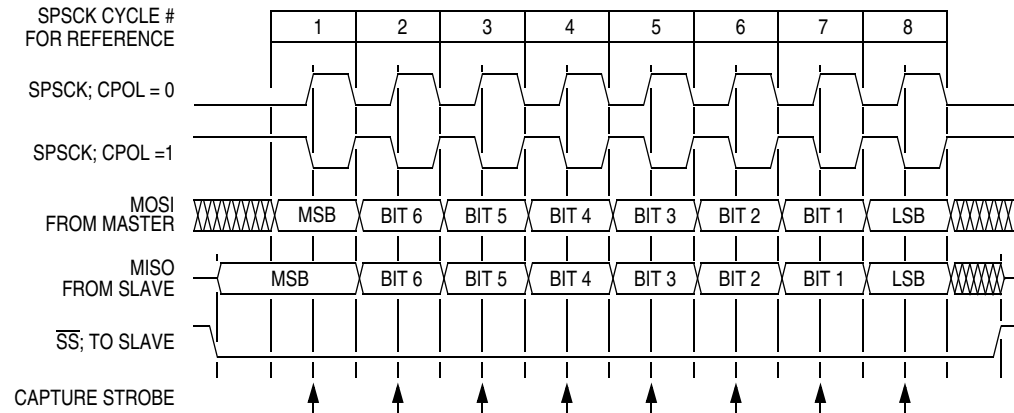 SPSCK CYCLE #
FOR REFERENCE
1 2 3 4 5 6 7 8
SPSCK; CPOL = 0
SPSCK; CPOL =1
MOSI
FROM MASTER
MSB BIT 6 BIT 5 BIT 4 BIT 3 BIT 2 BIT 1 LSB
MISO
FROM SLAVE
MSB BIT 6 BIT 5 BIT 4 BIT 3 BIT 2 BIT 1 LSB
S̅S̅; TO SLAVE
CAPTURE STROBE